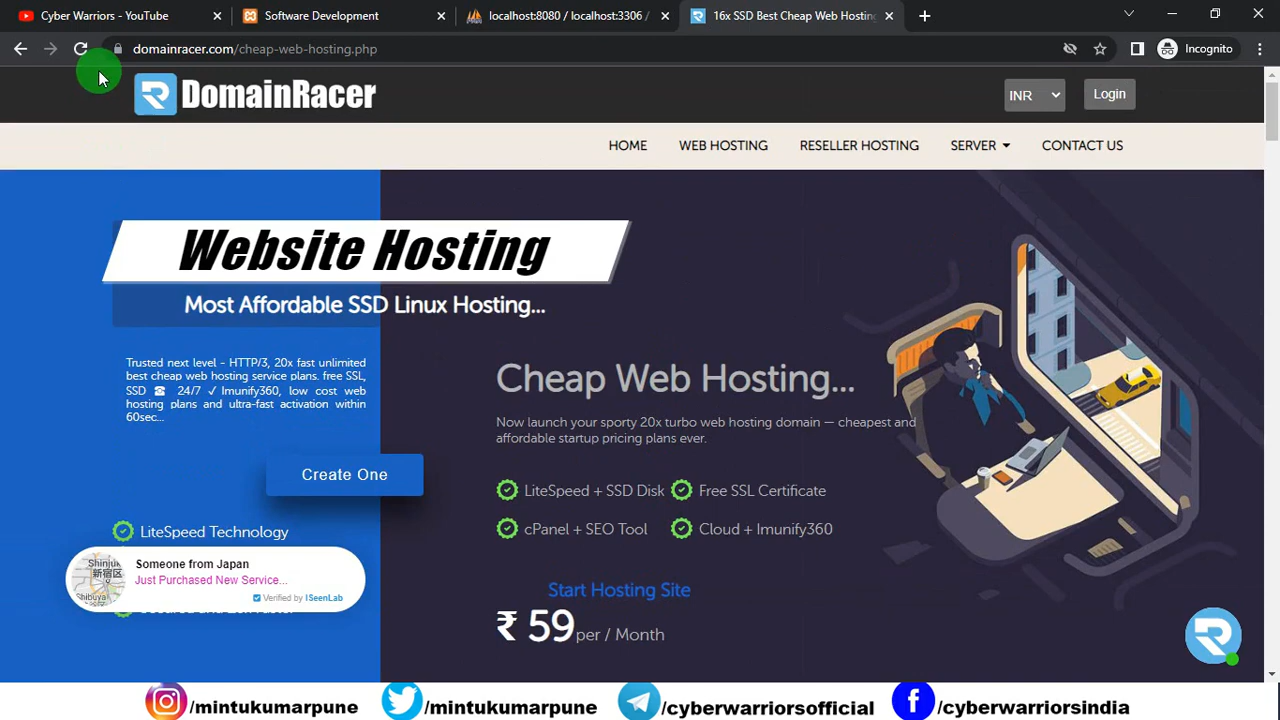 Cyber Warriors - YouTube
Software Development
localhost:8080 / localhost:3306 /
16x SSD Best Cheap Web Hosting
domainracer.com/cheap-web-hosting.php
Incognito
DomainRacer
INR
Login
HOME
WEB HOSTING
RESELLER HOSTING
SERVER
CONTACT US
Website Hosting
Most Affordable SSD Linux Hosting...
Trusted next level - HTTP/3, 20x fast unlimited
best cheap web hosting service plans. free SSL,
SSD ☎ 24/7 ✓ Imunify360, low cost web
hosting plans and ultra-fast activation within
60sec...
Create One
LiteSpeed Technology
Cheap Web Hosting...
Now launch your sporty 20x turbo web hosting domain — cheapest and
affordable startup pricing plans ever.
LiteSpeed + SSD Disk
Free SSL Certificate
cPanel + SEO Tool
Cloud + Imunify360
Start Hosting Site
₹ 59per / Month
Shinjuk
新宿区
Shibuya
Someone from Japan
Just Purchased New Service...
Verified by ISeenLab
/mintukumarpune
/mintukumarpune
/cyberwarriorsofficial
/cyberwarriorsindia